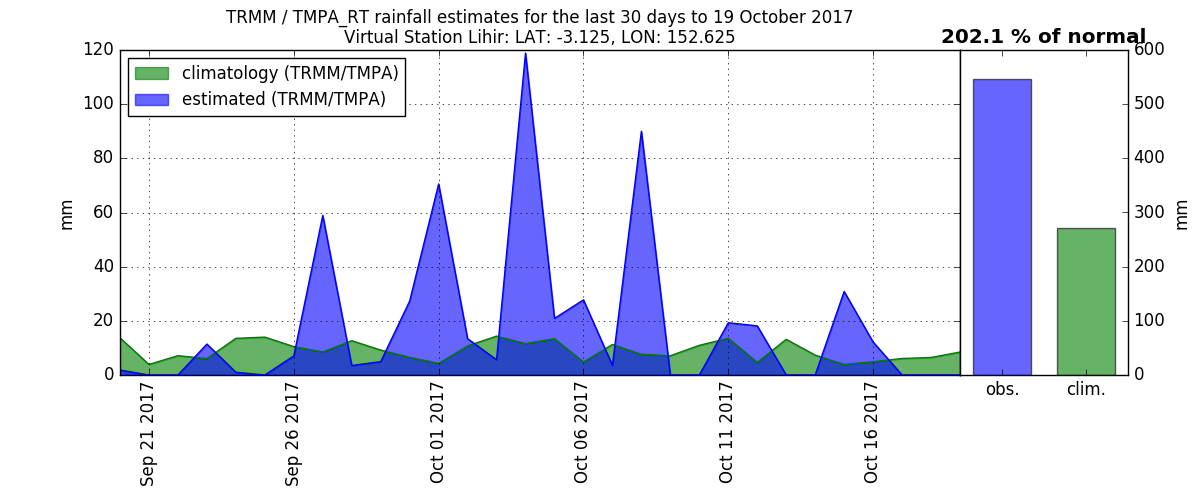 TRMM / TMPA_RT rainfall estimates for the last 30 days to 19 October 2017
Virtual Station Lihir: LAT: -3.125, LON: 152.625
202.1 % of normal
climatology (TRMM/TMPA)
estimated (TRMM/TMPA)
mm
120
100
80
60
40
20
0
Sep 21 2017
Sep 26 2017
Oct 01 2017
Oct 06 2017
Oct 11 2017
Oct 16 2017
600
500
400
300
200
100
0
mm
obs.
clim.